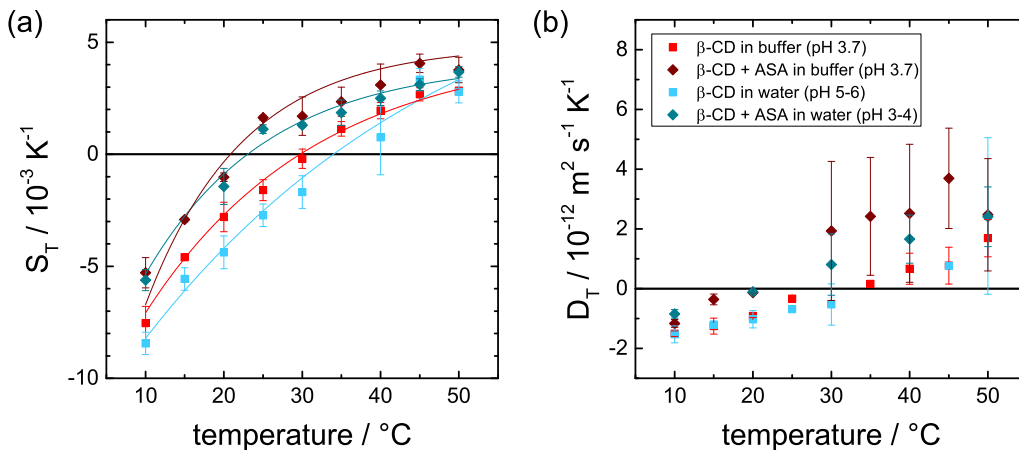 (a)
S_T / 10⁻³ K⁻¹
5
0
-5
-10
10 20 30 40 50
temperature / °C
(b)
D_T / 10⁻¹² m² s⁻¹ K⁻¹
8
6
4
2
0
-2
β-CD in buffer (pH 3.7)
β-CD + ASA in buffer (pH 3.7)
β-CD in water (pH 5-6)
β-CD + ASA in water (pH 3-4)
10 20 30 40 50
temperature / °C